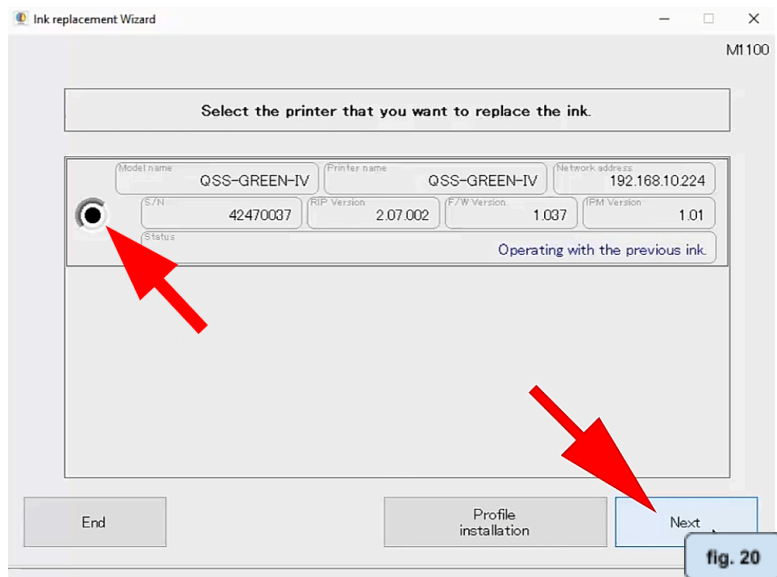 Ink replacement Wizard
M1100
Select the printer that you want to replace the ink.
Model name
QSS-GREEN-IV
Printer name
QSS-GREEN-IV
Network address
192.168.10.224
S/N
42470037
RIP Version
2.07.002
F/W Version
1.037
IPM Version
1.01
Status
Operating with the previous ink.
End
Profile
installation
Next
fig. 20